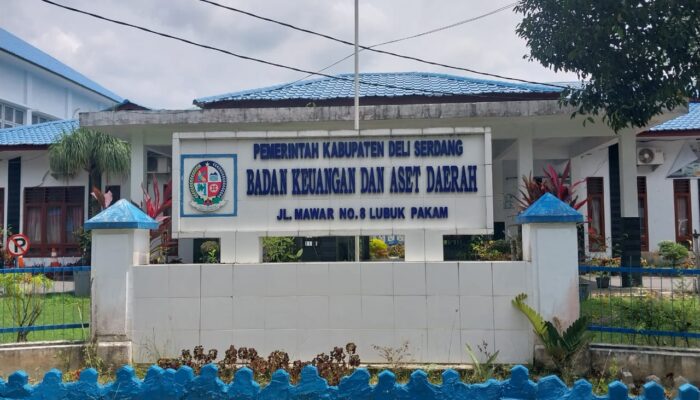 PEMERINTAH KABUPATEN DELI SERDANG
BADAN KEUANGAN DAN ASET DAERAH
JL. MAWAR NO.8 LUBUK PAKAM
P